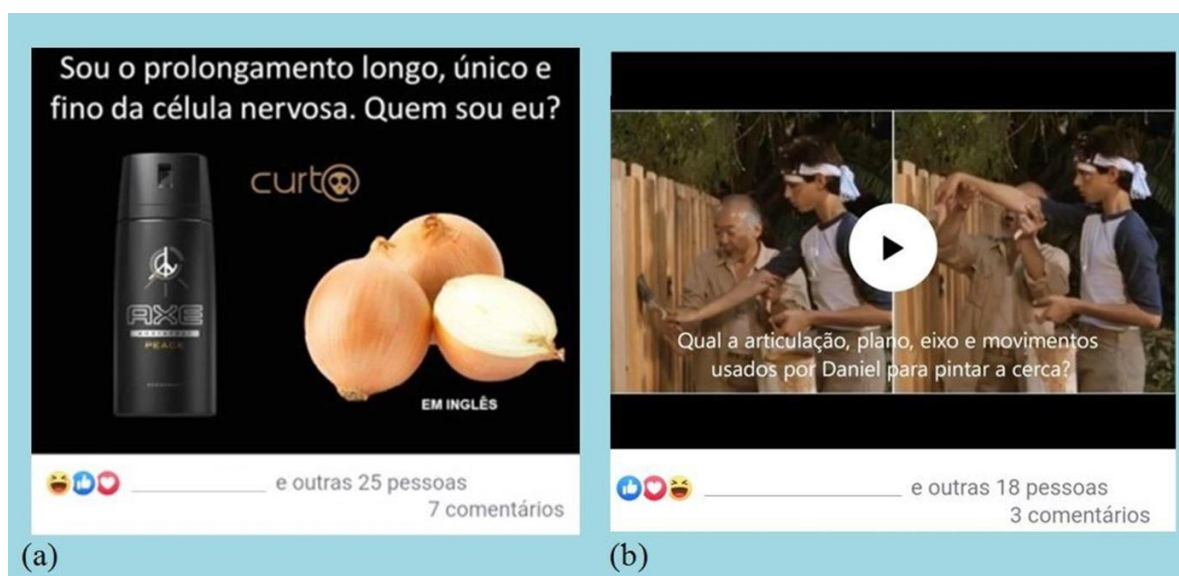 Sou o prolongamento longo, único e
fino da célula nervosa. Quem sou eu?
curt@
AXE
PEACE
EM INGLÊS
e outras 25 pessoas
7 comentários
(a)
Qual a articulação, plano, eixo e movimentos
usados por Daniel para pintar a cerca?
e outras 18 pessoas
3 comentários
(b)